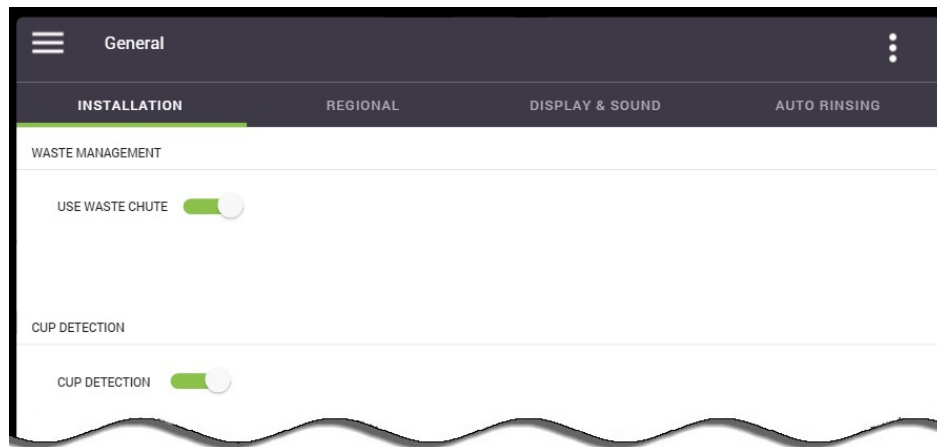 General
INSTALLATION REGIONAL DISPLAY & SOUND AUTO RINSING
WASTE MANAGEMENT
USE WASTE CHUTE
CUP DETECTION
CUP DETECTION